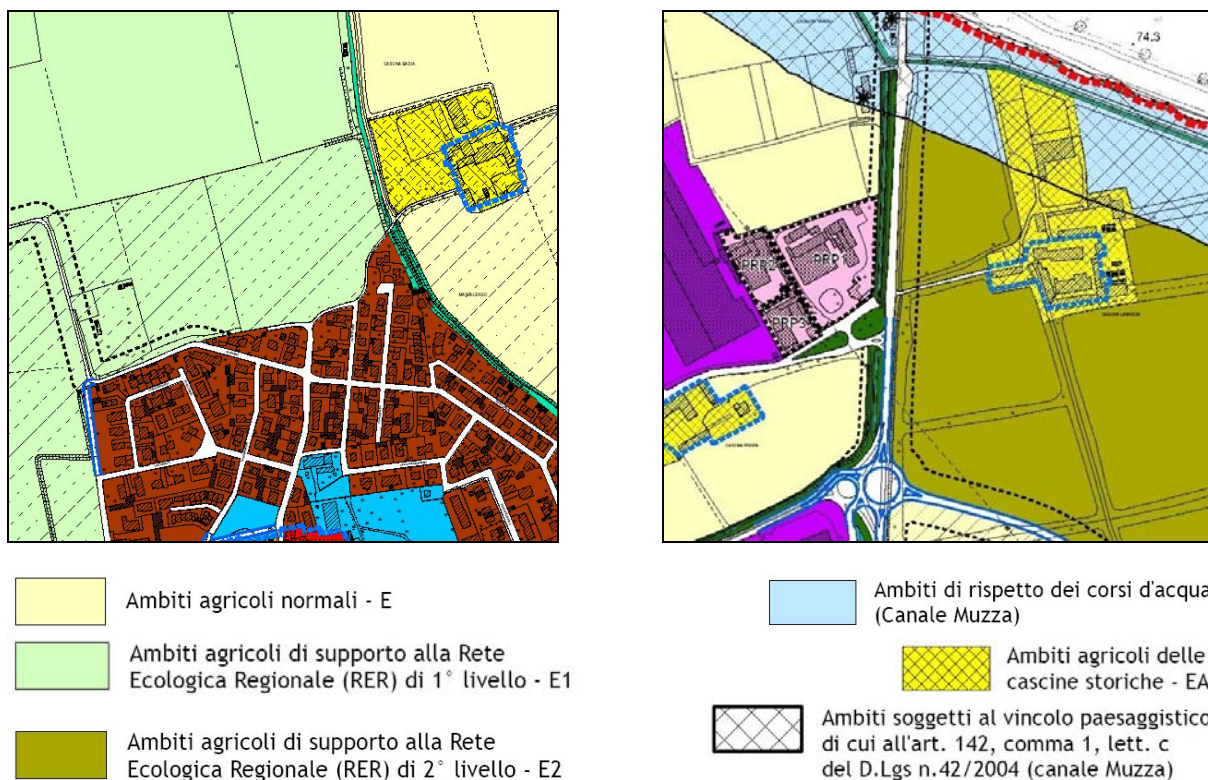 CASCINA BADIA
74.3
PRP2
PRP1
PRP3
Ambiti agricoli normali - E
Ambiti agricoli di supporto alla Rete
Ecologica Regionale (RER) di 1° livello - E1
Ambiti agricoli di supporto alla Rete
Ecologica Regionale (RER) di 2° livello - E2
Ambiti di rispetto dei corsi d'acqua
(Canale Muzza)
Ambiti agricoli delle
cascine storiche - EA
Ambiti soggetti al vincolo paesaggistico
di cui all'art. 142, comma 1, lett. c
del D.Lgs n.42/2004 (canale Muzza)